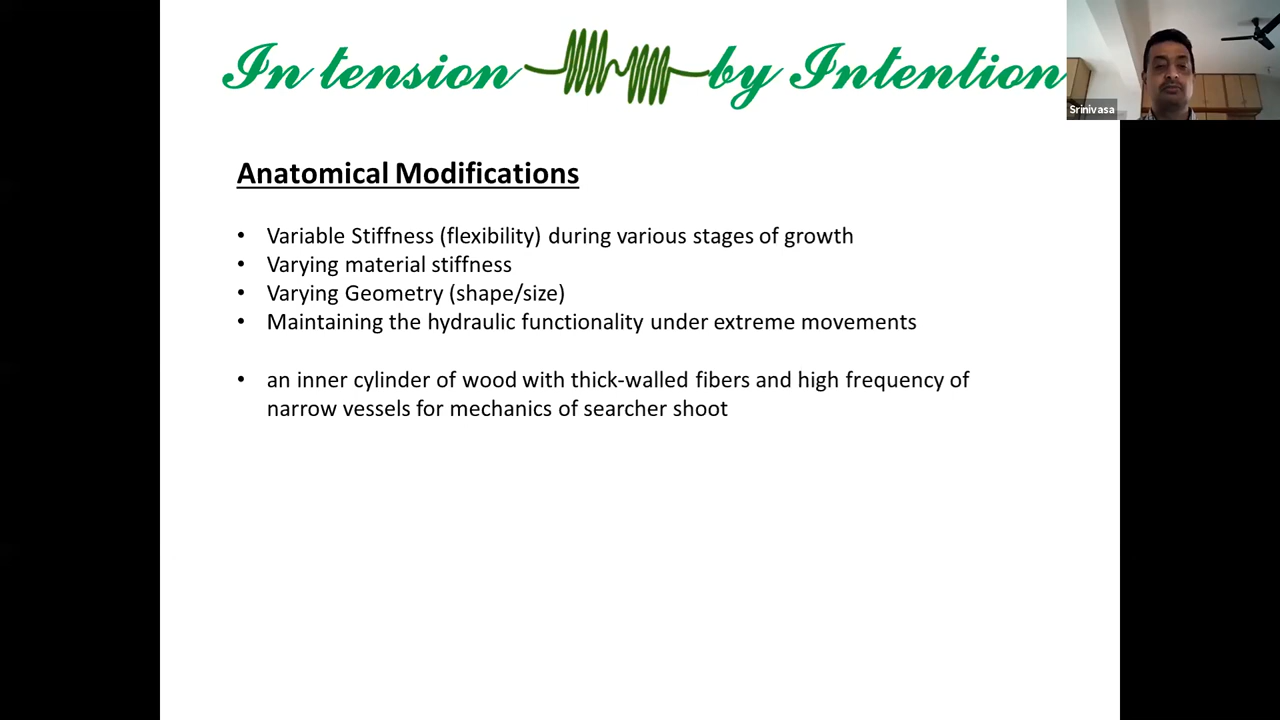 In tension by Intention
Srinivasa
Anatomical Modifications
• Variable Stiffness (flexibility) during various stages of growth
• Varying material stiffness
• Varying Geometry (shape/size)
• Maintaining the hydraulic functionality under extreme movements
• an inner cylinder of wood with thick-walled fibers and high frequency of
narrow vessels for mechanics of searcher shoot